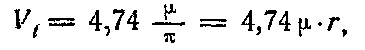 V_t = 4,74 μ/π = 4,74 μ · r,